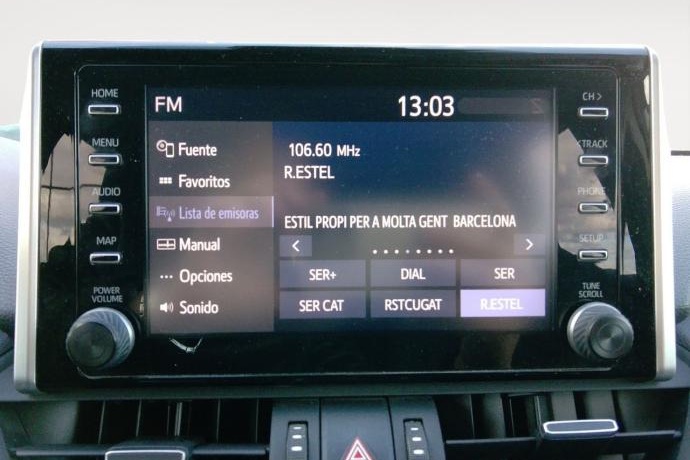 HOME
MENU
AUDIO
MAP
POWER
VOLUME
FM
13:03
Fuente
Favoritos
Lista de emisoras
Manual
Opciones
Sonido
106.60 MHz
R.ESTEL
ESTIL PROPI PER A MOLTA GENT BARCELONA
< >
SER+ DIAL SER
SER CAT RSTCUGAT R.ESTEL
CH >
< TRACK
PHONE
SETUP
TUNE
SCROLL